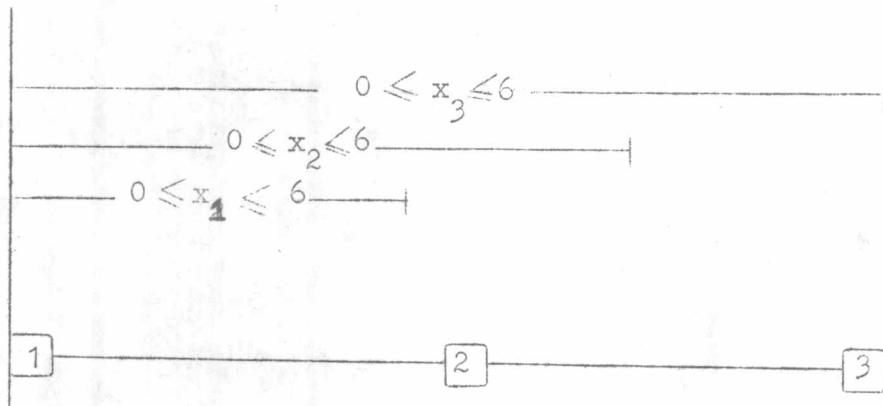 0 ≤ x₃ ≤ 6
0 ≤ x₂ ≤ 6
0 ≤ x₁ ≤ 6
1 2 3